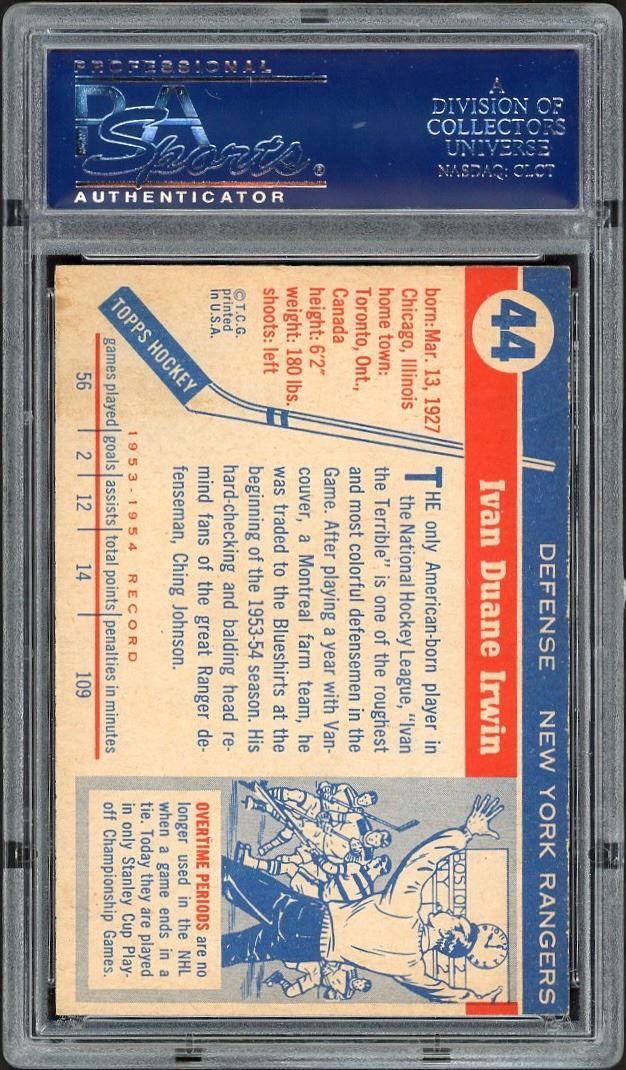 PROFESSIONAL
PSA
Sports®
AUTHENTICATOR
A
DIVISION OF
COLLECTORS
UNIVERSE
NASDAQ: CLCT
44
DEFENSE NEW YORK RANGERS
Ivan Duane Irwin
born: Mar. 13, 1927
Chicago, Illinois
home town:
Toronto, Ont.,
Canada
height: 6'2"
weight: 180 lbs.
shoots: left
© T.C.G.
printed
in U.S.A.
TOPPS HOCKEY
THE only American-born player in
the National Hockey League, "Ivan
the Terrible" is one of the roughest
and most colorful defensemen in the
Game. After playing a year with Van-
couver, a Montreal farm team, he
was traded to the Blueshirts at the
beginning of the 1953-54 season. His
hard-checking and balding head re-
mind fans of the great Ranger de-
fenseman, Ching Johnson.
1953-1954 RECORD
games played goals assists total points penalties in minutes
56 2 12 14 109
BOSTON
2
OVERTIME PERIODS are no
longer used in the NHL
when a game ends in a
tie. Today they are played
in only Stanley Cup Play-
off Championship Games.